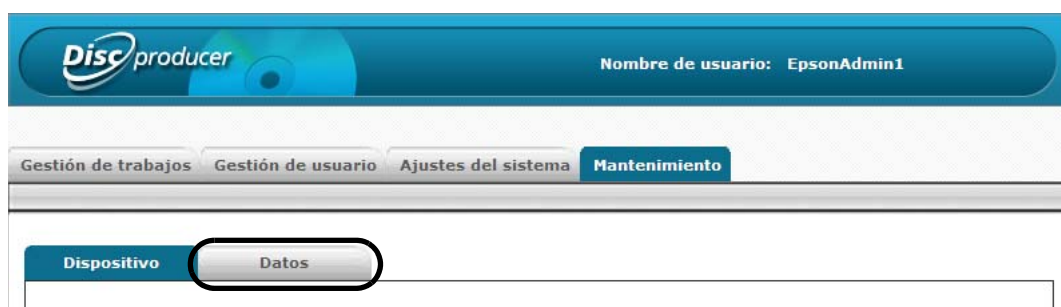 Disc producer
Nombre de usuario: EpsonAdmin1
Gestión de trabajos Gestión de usuario Ajustes del sistema Mantenimiento
Dispositivo Datos